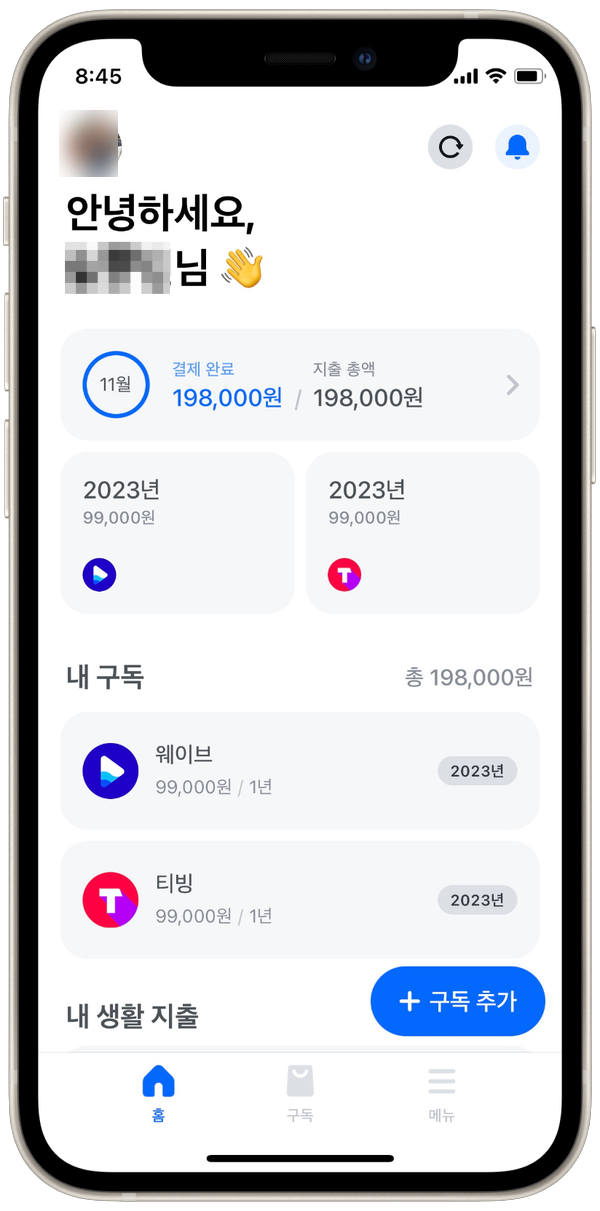 8:45
안녕하세요,
님 👋
11월
결제 완료
198,000원
/
지출 총액
198,000원
2023년
99,000원
2023년
99,000원
T
내 구독
총 198,000원
웨이브
99,000원 / 1년
2023년
T
티빙
99,000원 / 1년
2023년
내 생활 지출
+ 구독 추가
홈
구독
메뉴